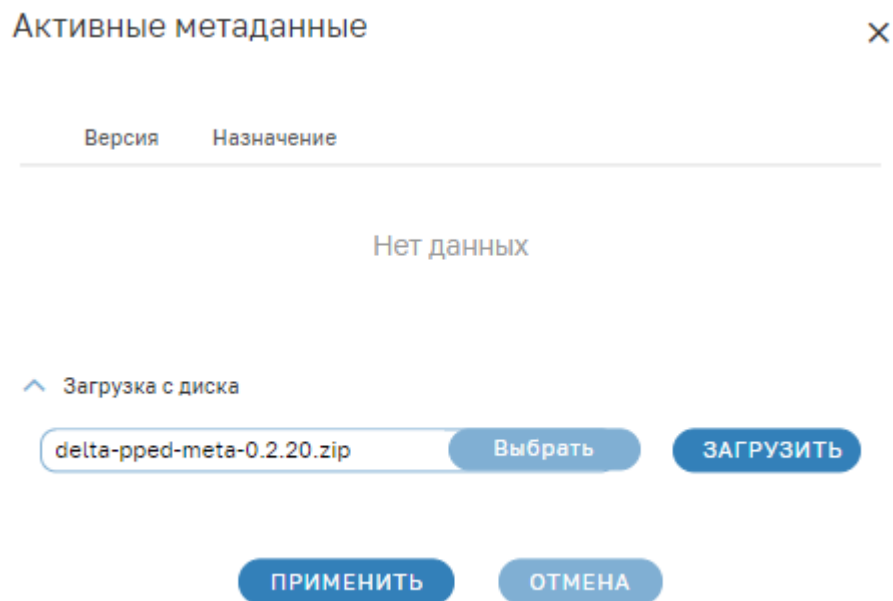 Активные метаданные
Версия Назначение
Нет данных
Загрузка с диска
delta-pped-meta-0.2.20.zip Выбрать ЗАГРУЗИТЬ
ПРИМЕНИТЬ ОТМЕНА